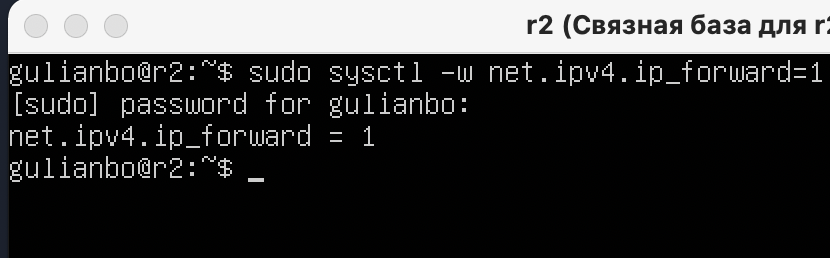 r2 (Связная база для r2
gulianbo@r2:~$ sudo sysctl -w net.ipv4.ip_forward=1
[sudo] password for gulianbo:
net.ipv4.ip_forward = 1
gulianbo@r2:~$ _